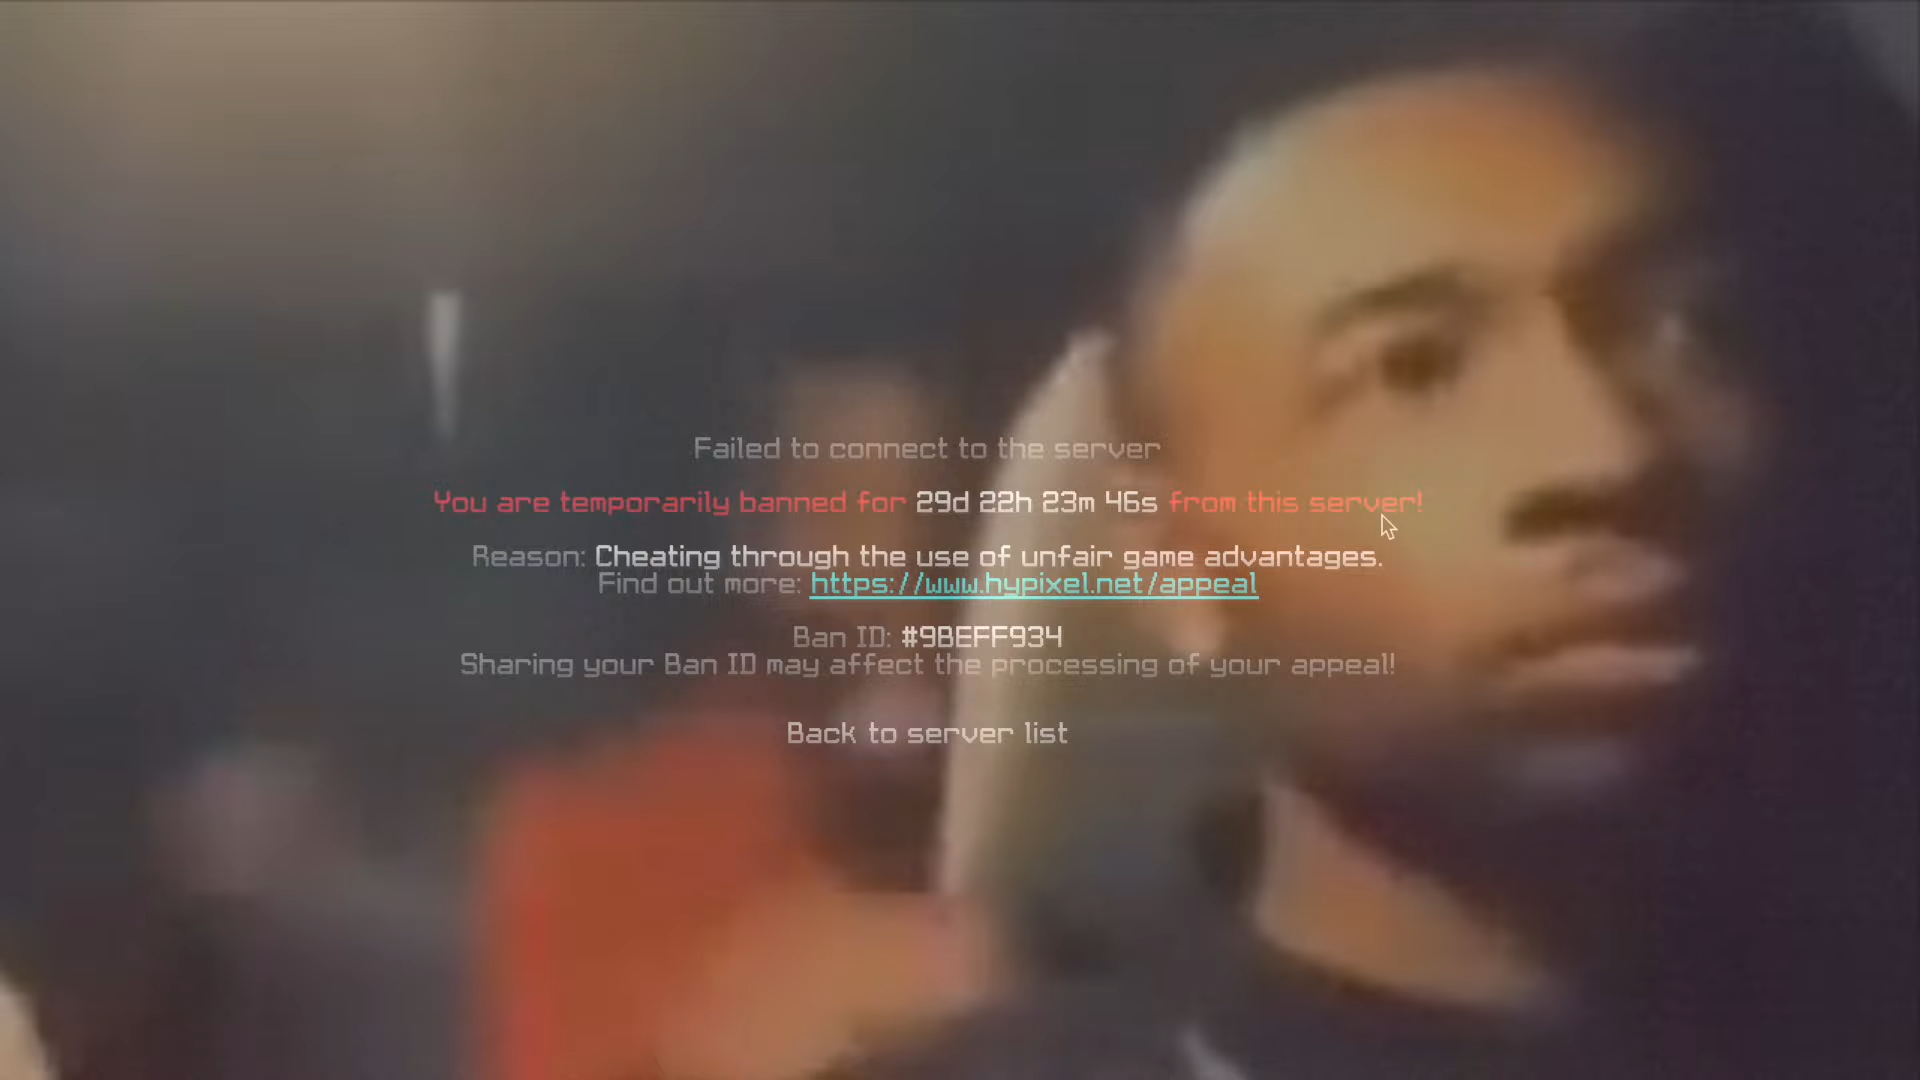 Failed to connect to the server
You are temporarily banned for 29d 22h 23m 46s from this server!
Reason: Cheating through the use of unfair game advantages.
Find out more: https://www.hypixel.net/appeal
Ban ID: #9BEFF934
Sharing your Ban ID may affect the processing of your appeal!
Back to server list